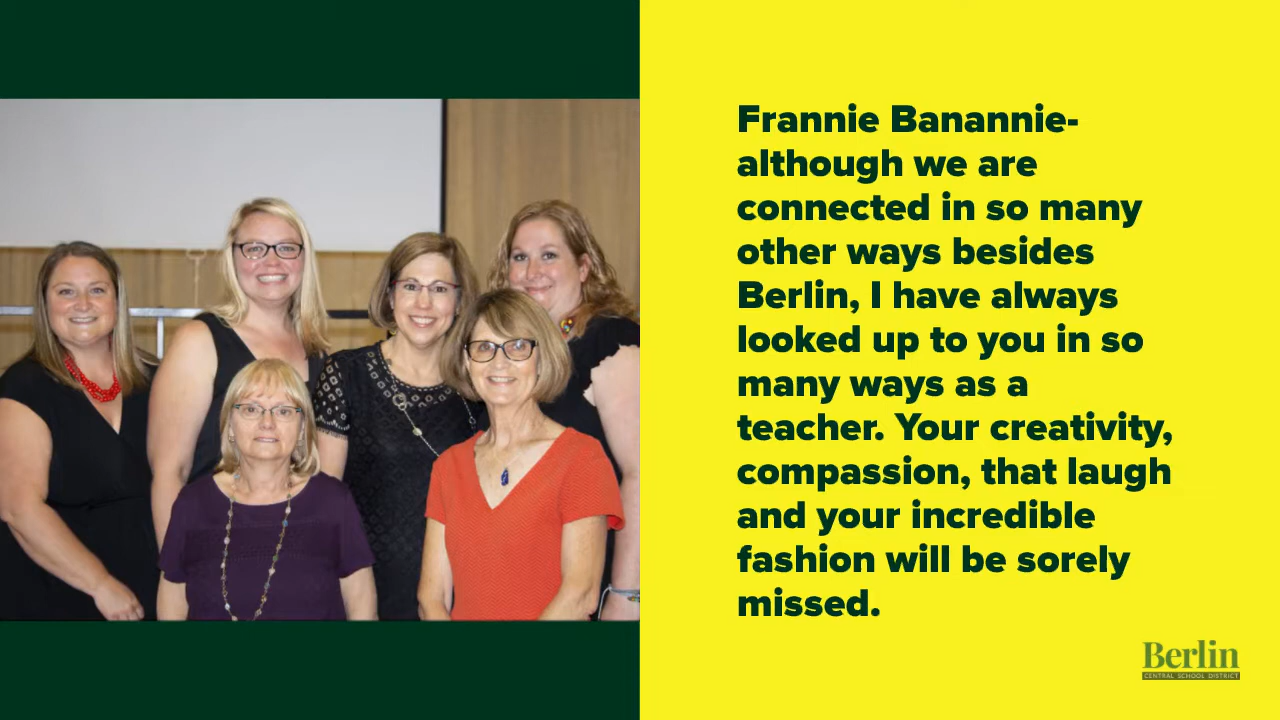 Frannie Banannie-
although we are
connected in so many
other ways besides
Berlin, I have always
looked up to you in so
many ways as a
teacher. Your creativity,
compassion, that laugh
and your incredible
fashion will be sorely
missed.
Berlin
CENTRAL SCHOOL DISTRICT